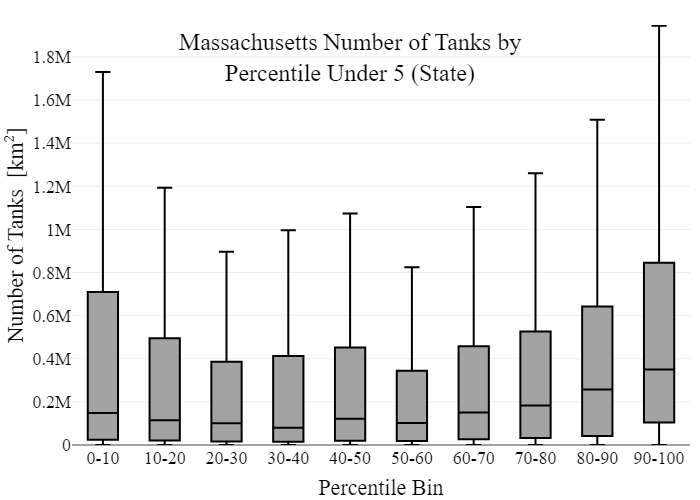 Massachusetts Number of Tanks by
Percentile Under 5 (State)
Number of Tanks [km²]
1.8M
1.6M
1.4M
1.2M
1M
0.8M
0.6M
0.4M
0.2M
0
0-10 10-20 20-30 30-40 40-50 50-60 60-70 70-80 80-90 90-100
Percentile Bin